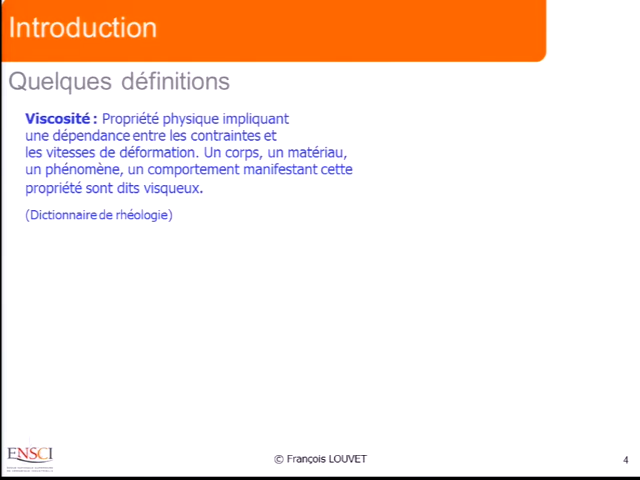 Introduction
Quelques définitions
Viscosité : Propriété physique impliquant
une dépendance entre les contraintes et
les vitesses de déformation. Un corps, un matériau,
un phénomène, un comportement manifestant cette
propriété sont dits visqueux.
(Dictionnaire de rhéologie)
ENSCI
© François LOUVET
4